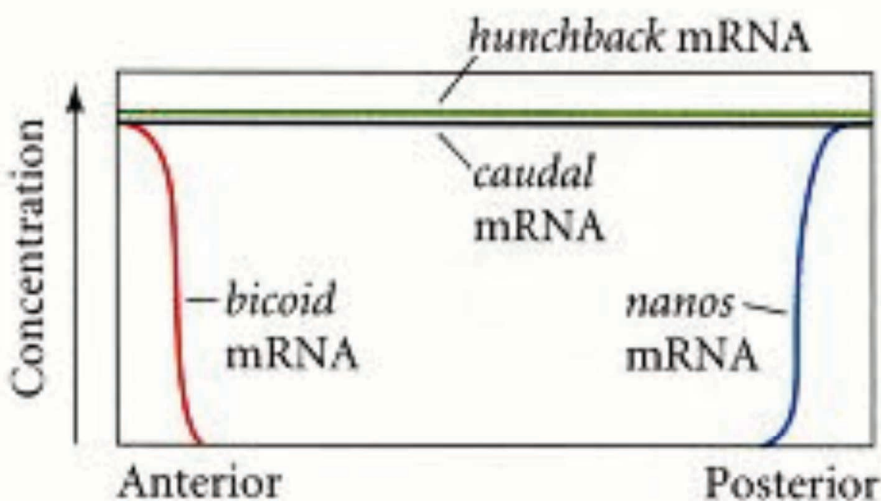 hunchback mRNA
Concentration
caudal
mRNA
bicoid
mRNA
nanos
mRNA
Anterior
Posterior